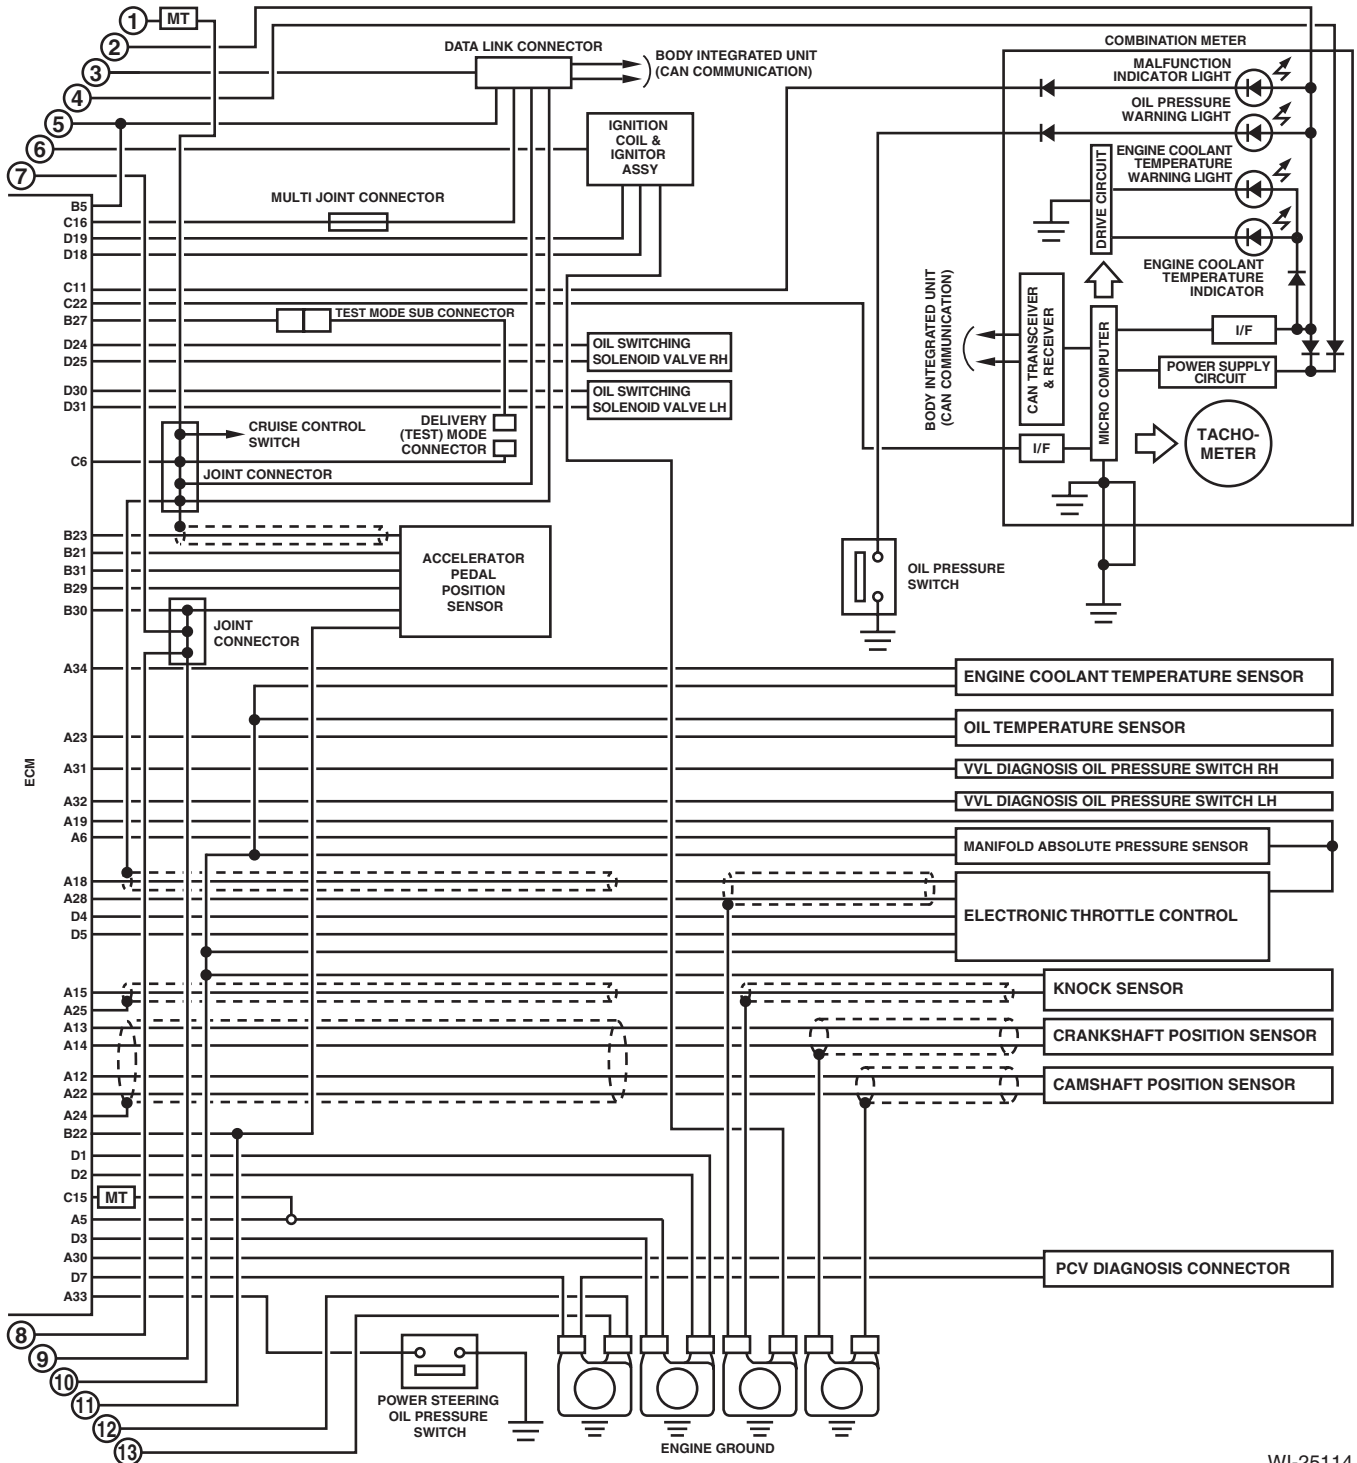 1
MT
2
3
4
5
6
7
DATA LINK CONNECTOR
BODY INTEGRATED UNIT
(CAN COMMUNICATION)
COMBINATION METER
MALFUNCTION
INDICATOR LIGHT
OIL PRESSURE
WARNING LIGHT
ENGINE COOLANT
TEMPERATURE
WARNING LIGHT
ENGINE COOLANT
TEMPERATURE
INDICATOR
DRIVE CIRCUIT
IGNITION
COIL &
IGNITOR
ASSY
MULTI JOINT CONNECTOR
B5
C16
D19
D18
C11
C22
B27
TEST MODE SUB CONNECTOR
D24
D25
OIL SWITCHING
SOLENOID VALVE RH
D30
D31
OIL SWITCHING
SOLENOID VALVE LH
BODY INTEGRATED UNIT
(CAN COMMUNICATION)
CAN TRANSCEIVER
& RECEIVER
MICRO COMPUTER
I/F
POWER SUPPLY
CIRCUIT
I/F
TACHO-
METER
CRUISE CONTROL
SWITCH
DELIVERY
(TEST) MODE
CONNECTOR
C6
JOINT CONNECTOR
B23
B21
B31
B29
B30
ACCELERATOR
PEDAL
POSITION
SENSOR
OIL PRESSURE
SWITCH
JOINT
CONNECTOR
A34
ENGINE COOLANT TEMPERATURE SENSOR
A23
OIL TEMPERATURE SENSOR
ECM
A31
VVL DIAGNOSIS OIL PRESSURE SWITCH RH
A32
VVL DIAGNOSIS OIL PRESSURE SWITCH LH
A19
A6
MANIFOLD ABSOLUTE PRESSURE SENSOR
A18
A28
D4
D5
ELECTRONIC THROTTLE CONTROL
A15
A25
KNOCK SENSOR
A13
A14
CRANKSHAFT POSITION SENSOR
A12
A22
CAMSHAFT POSITION SENSOR
A24
B22
D1
D2
C15
MT
A5
D3
A30
D7
PCV DIAGNOSIS CONNECTOR
A33
8
9
10
11
12
13
POWER STEERING
OIL PRESSURE
SWITCH
ENGINE GROUND
WI-25114